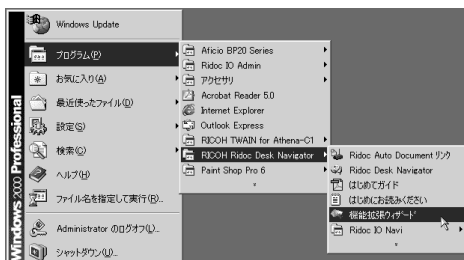 Windows 2000 Professional
Windows Update
プログラム(P)
お気に入り(A)
最近使ったファイル(D)
設定(S)
検索(C)
ヘルプ(H)
ファイル名を指定して実行(R)...
Administrator のログオフ(L)...
シャットダウン(U)...
Aficio BP20 Series
Ridoc IO Admin
アクセサリ
Acrobat Reader 5.0
Internet Explorer
Outlook Express
RICOH TWAIN for Athena-C1
RICOH Ridoc Desk Navigator
Paint Shop Pro 6
Ridoc Auto Document リンク
Ridoc Desk Navigator
はじめてガイド
はじめにお読みください
機能拡張ウィザード
Ridoc IO Navi